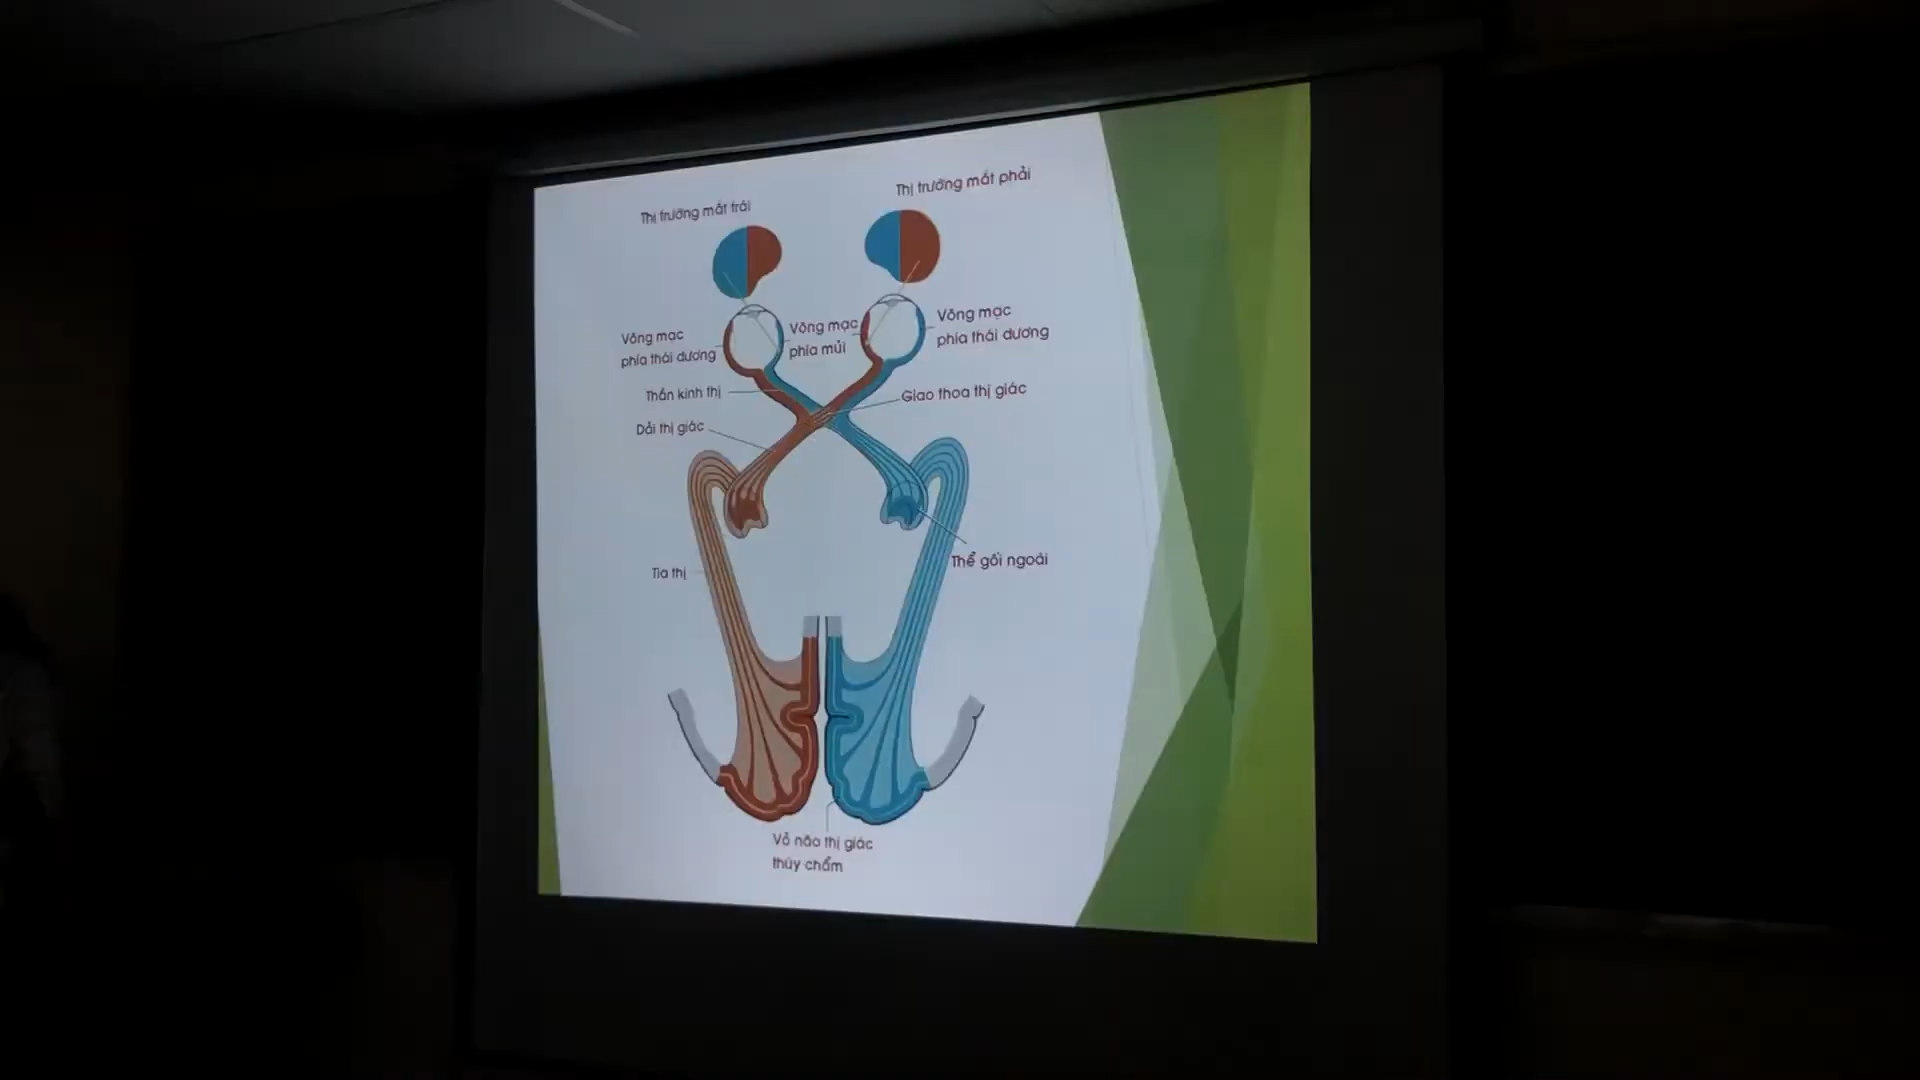 Thị trường mắt trái
Thị trường mắt phải
Võng mạc
phía thái dương
Võng mạc
phía mũi
Võng mạc
phía thái dương
Thần kinh thị
Giao thoa thị giác
Dải thị giác
Thể gối ngoài
Tia thị
Vỏ não thị giác
thùy chẩm